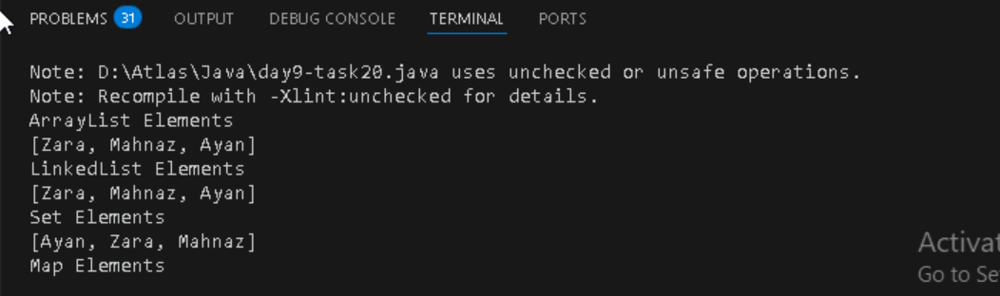 PROBLEMS 31 OUTPUT DEBUG CONSOLE TERMINAL PORTS
Note: D:\Atlas\Java\day9-task20.java uses unchecked or unsafe operations.
Note: Recompile with -Xlint:unchecked for details.
ArrayList Elements
[Zara, Mahnaz, Ayan]
LinkedList Elements
[Zara, Mahnaz, Ayan]
Set Elements
[Ayan, Zara, Mahnaz]
Map Elements
Activat
Go to Se